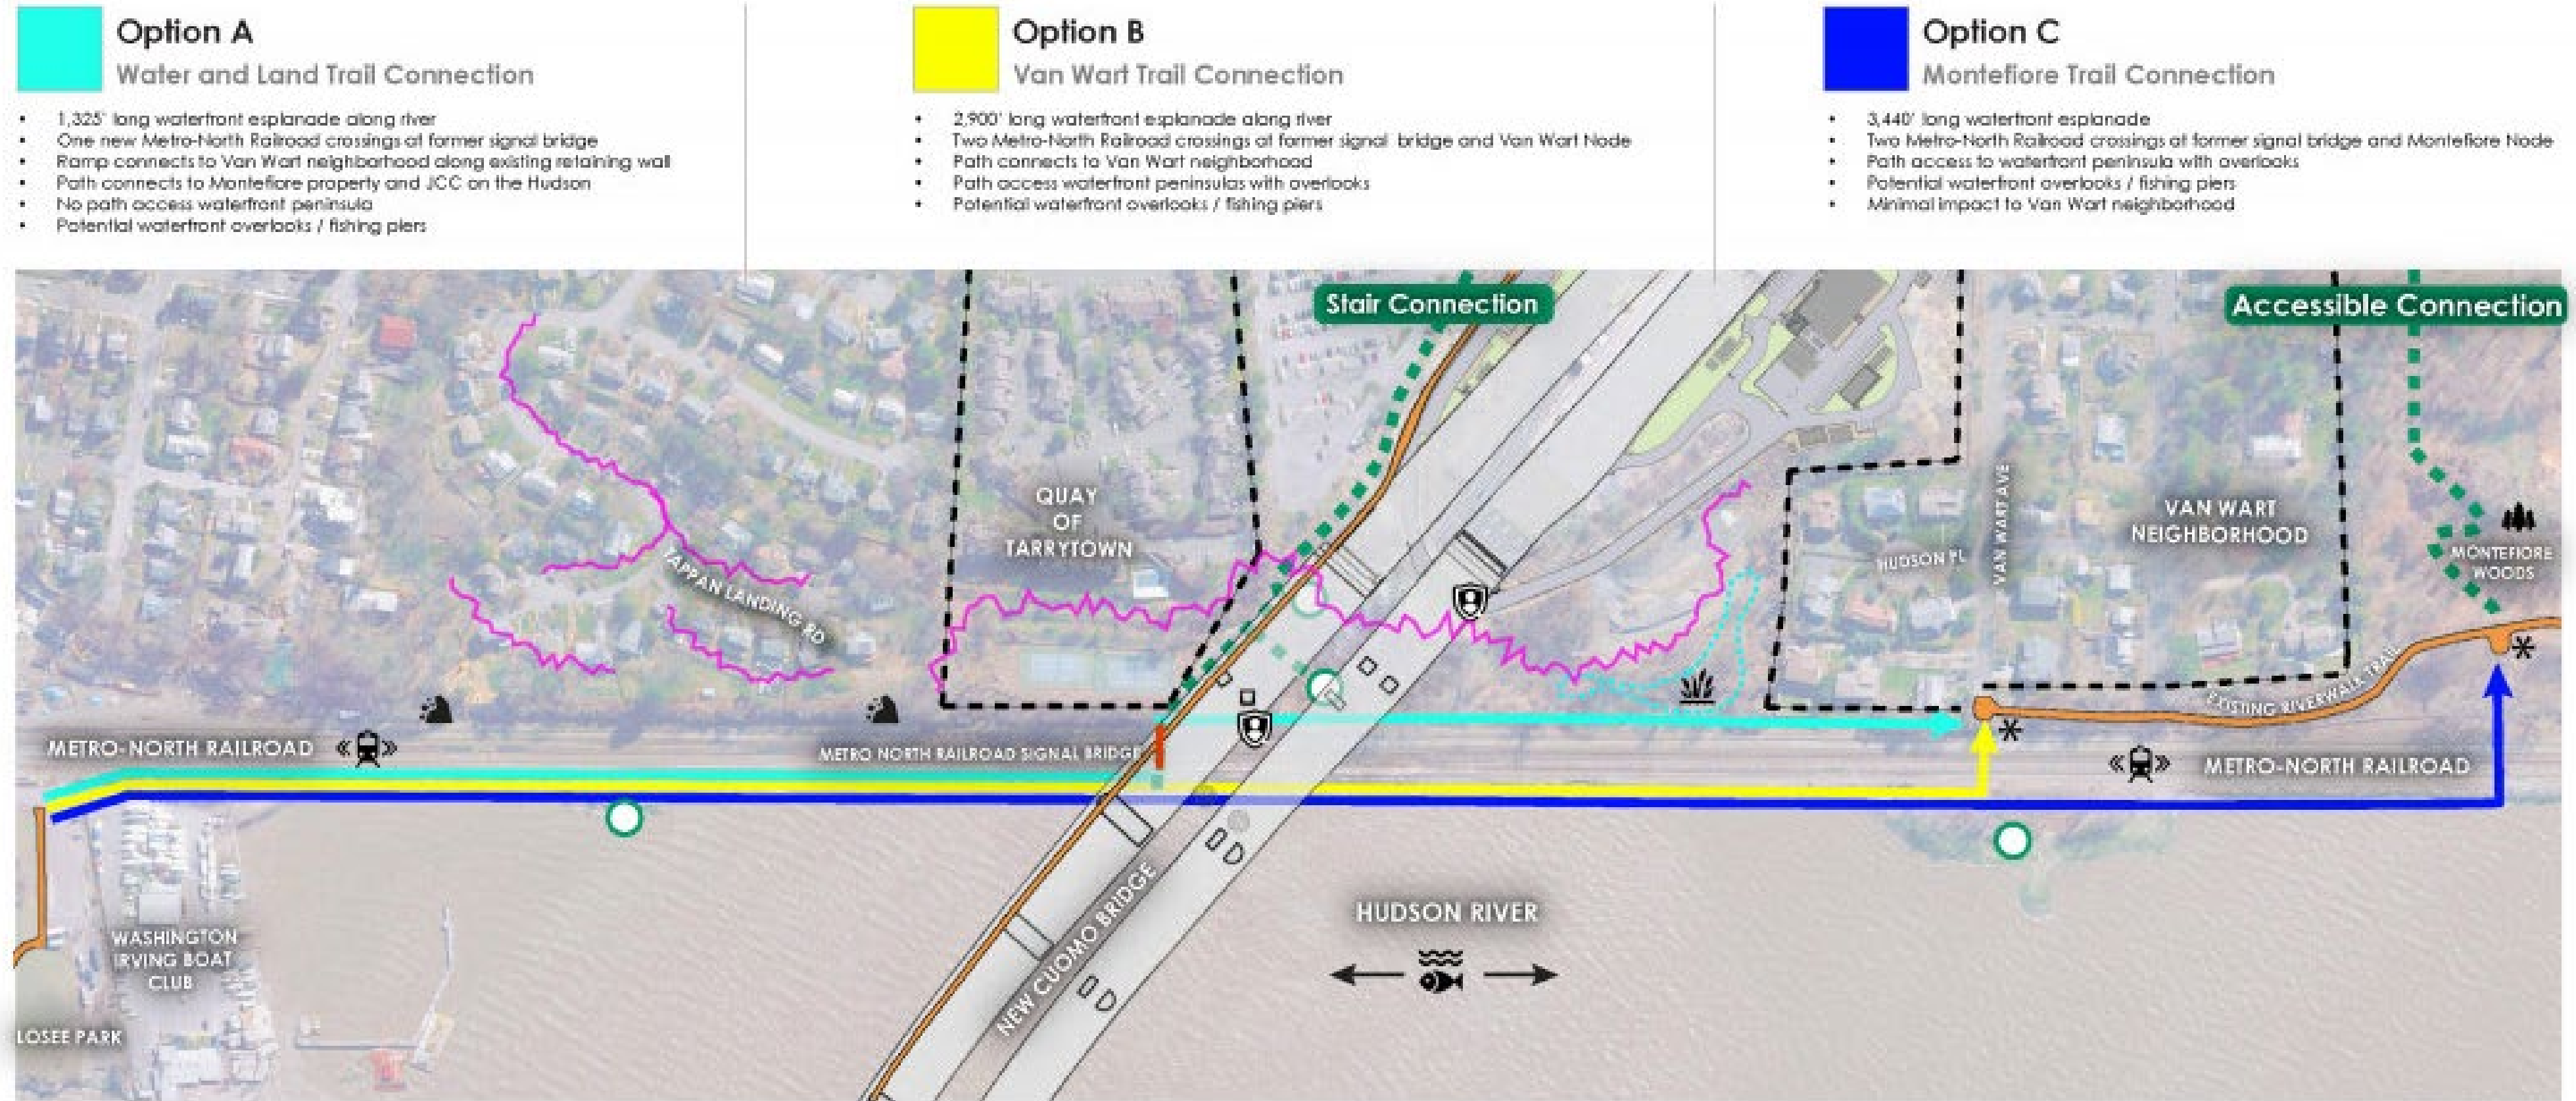 Option A
Water and Land Trail Connection
• 1,325' long waterfront esplanade along river
• One new Metro-North Railroad crossings at former signal bridge
• Ramp connects to Van Wart neighborhood along existing retaining wall
• Path connects to Montefiore property and JCC on the Hudson
• No path access waterfront peninsula
• Potential waterfront overlooks / fishing piers
Option B
Van Wart Trail Connection
• 2,900' long waterfront esplanade along river
• Two Metro-North Railroad crossings at former signal bridge and Van Wart Node
• Path connects to Van Wart neighborhood
• Path access waterfront peninsulas with overlooks
• Potential waterfront overlooks / fishing piers
Option C
Montefiore Trail Connection
• 3,440' long waterfront esplanade
• Two Metro-North Railroad crossings at former signal bridge and Montefiore Node
• Path access to waterfront peninsula with overlooks
• Potential waterfront overlooks / fishing piers
• Minimal impact to Van Wart neighborhood
Stair Connection
Accessible Connection
QUAY
OF
TARRYTOWN
TAPPAN LANDING RD
HUDSON PL
VAN WART AVE
VAN WART
NEIGHBORHOOD
MONTEFIORE
WOODS
EXISTING RIVERWALK TRAIL
METRO-NORTH RAILROAD
METRO NORTH RAILROAD SIGNAL BRIDGE
METRO-NORTH RAILROAD
NEW CUOMO BRIDGE
HUDSON RIVER
WASHINGTON
IRVING BOAT
CLUB
LOSEE PARK